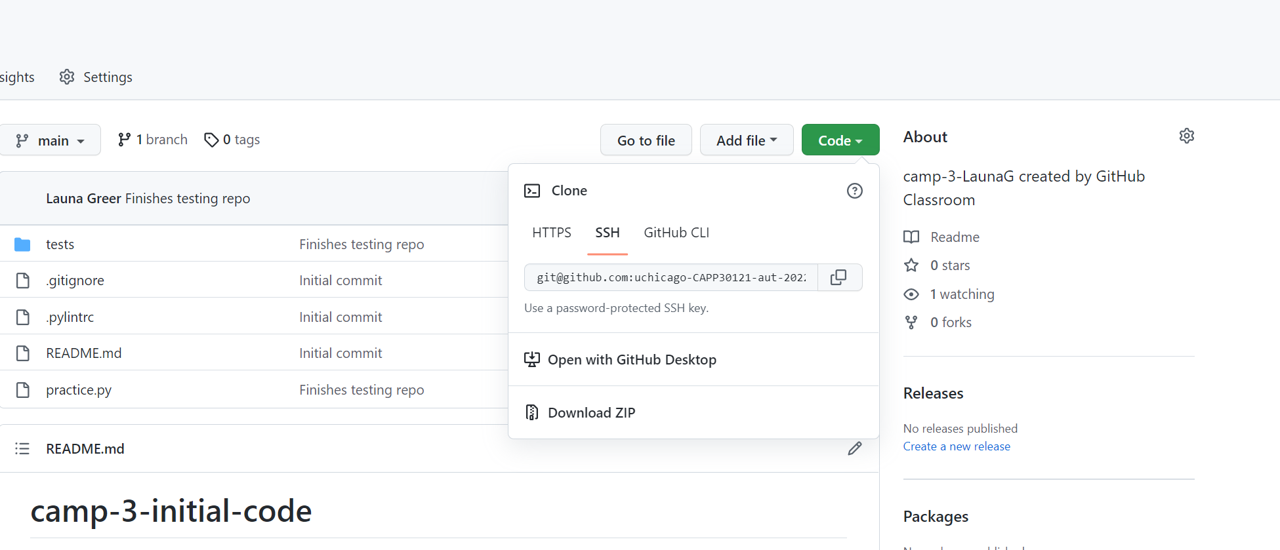 sights Settings
main 1 branch 0 tags Go to file Add file Code
Launa Greer Finishes testing repo
tests Finishes testing repo
.gitignore Initial commit
.pylintrc Initial commit
README.md Initial commit
practice.py Finishes testing repo
Clone
HTTPS SSH GitHub CLI
git@github.com:uchicago-CAPP30121-aut-202
Use a password-protected SSH key.
Open with GitHub Desktop
Download ZIP
README.md
camp-3-initial-code
About
camp-3-LaunaG created by GitHub
Classroom
Readme
0 stars
1 watching
0 forks
Releases
No releases published
Create a new release
Packages